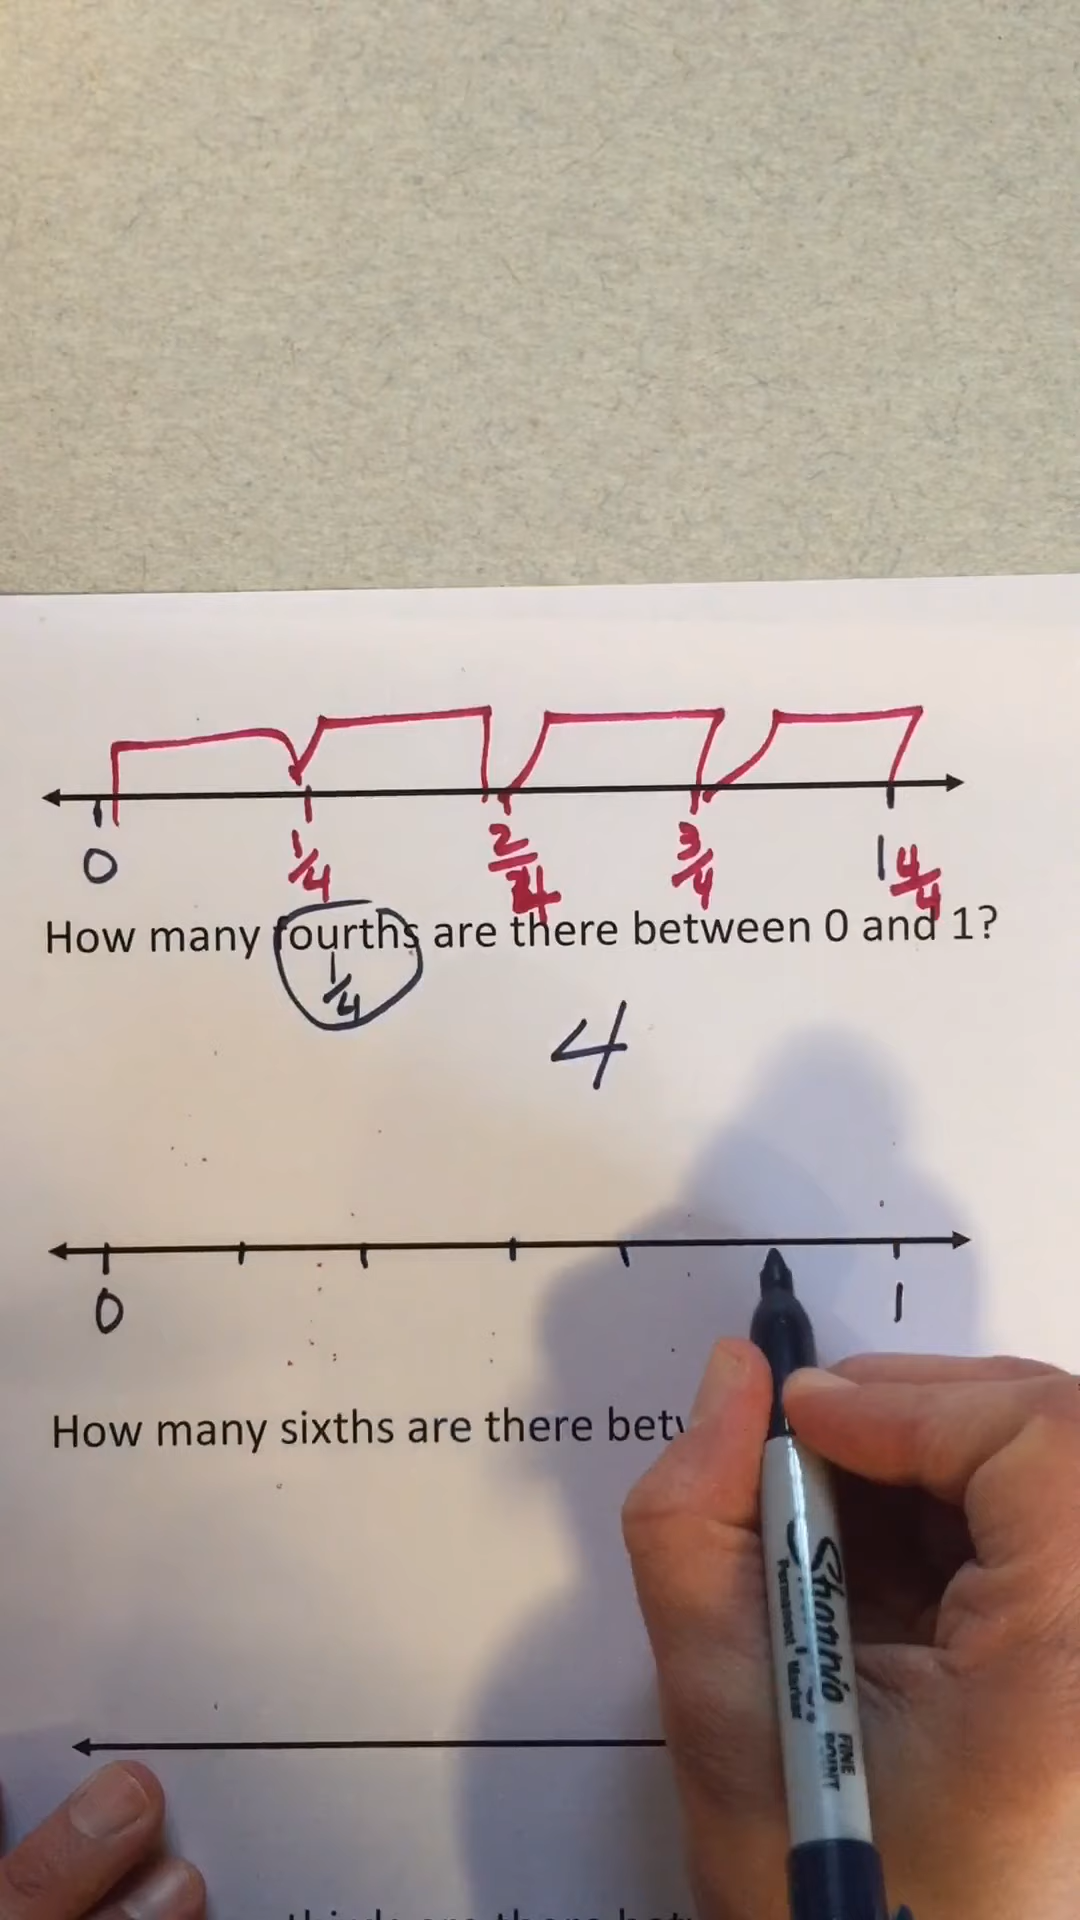 0 1/4 2/4 3/4 1 4/4
How many fourths are there between 0 and 1?
1/4
4
0 1
How many sixths are there
Sharpie
Permanent Marker
FINE POINT